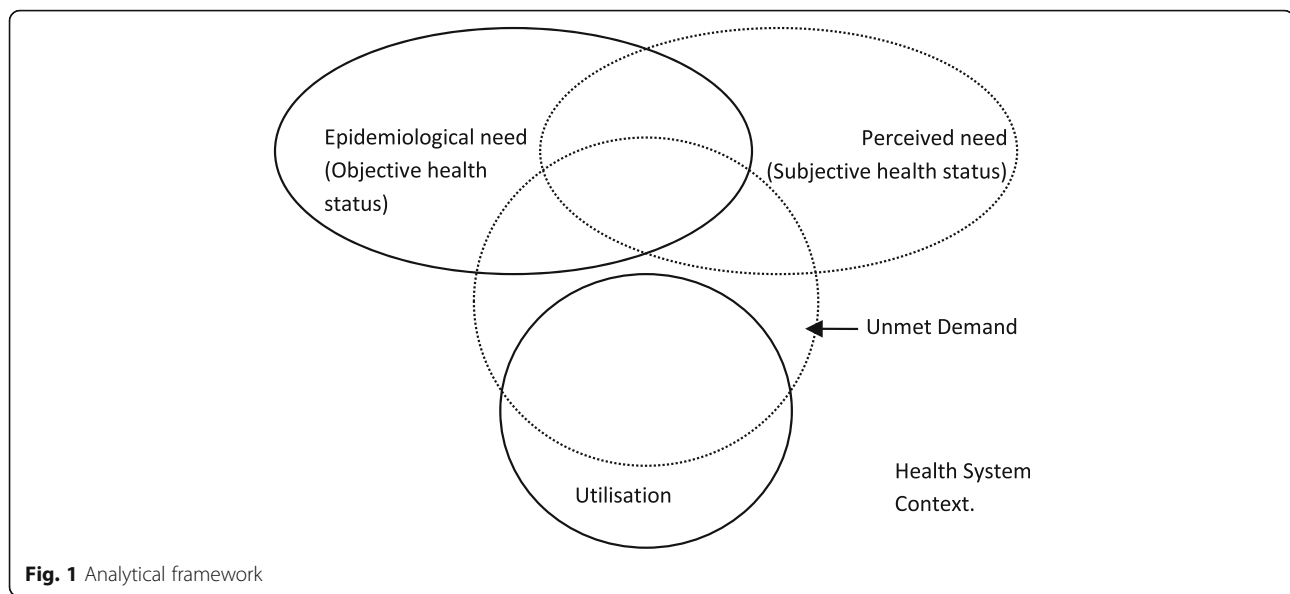 Epidemiological need
(Objective health
status)
Perceived need
(Subjective health status)
Unmet Demand
Utilisation
Health System
Context.
Fig. 1 Analytical framework